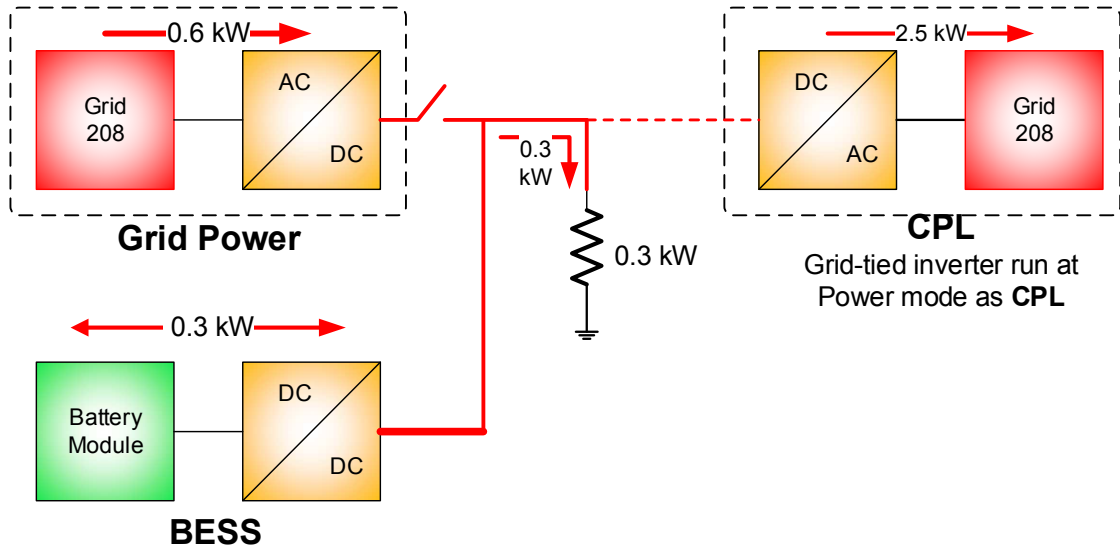 0.6 kW
Grid
208
AC
DC
Grid Power
0.3
kW
0.3 kW
2.5 kW
DC
AC
Grid
208
CPL
Grid-tied inverter run at
Power mode as CPL
0.3 kW
Battery
Module
DC
DC
BESS